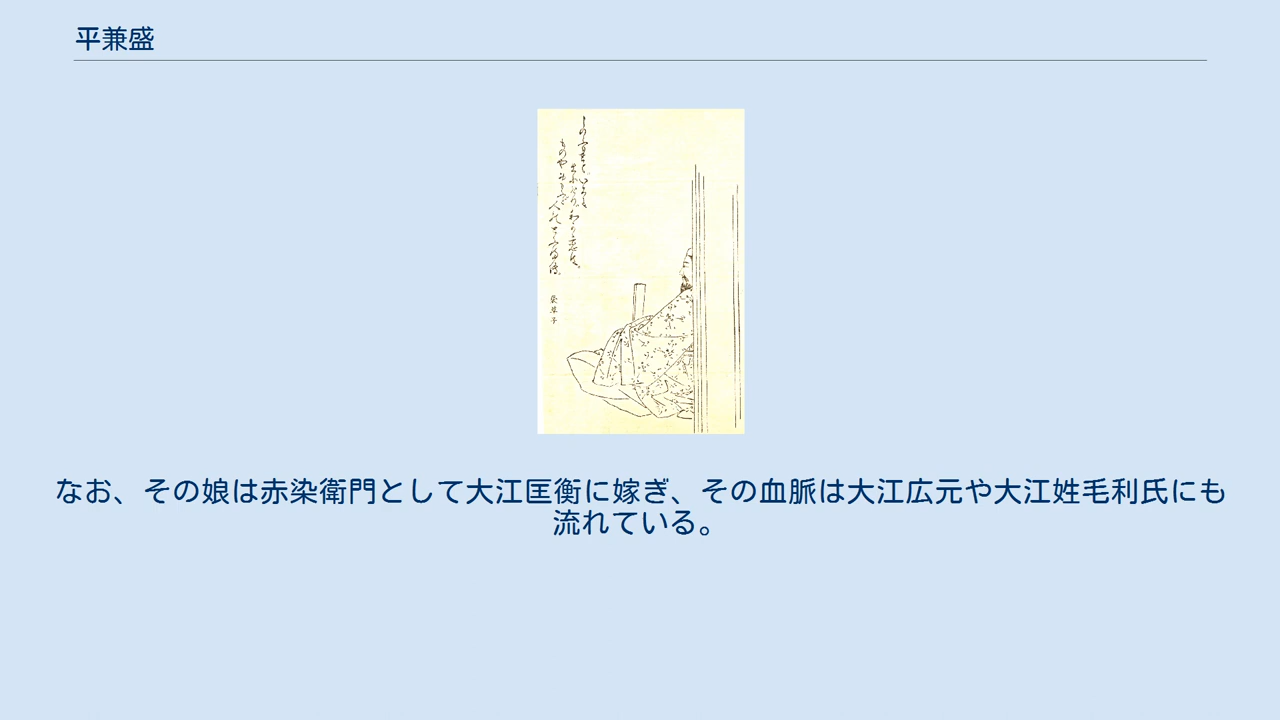 平兼盛
なお、その娘は赤染衛門として大江匡衡に嫁ぎ、その血脈は大江広元や大江姓毛利氏にも
流れている。